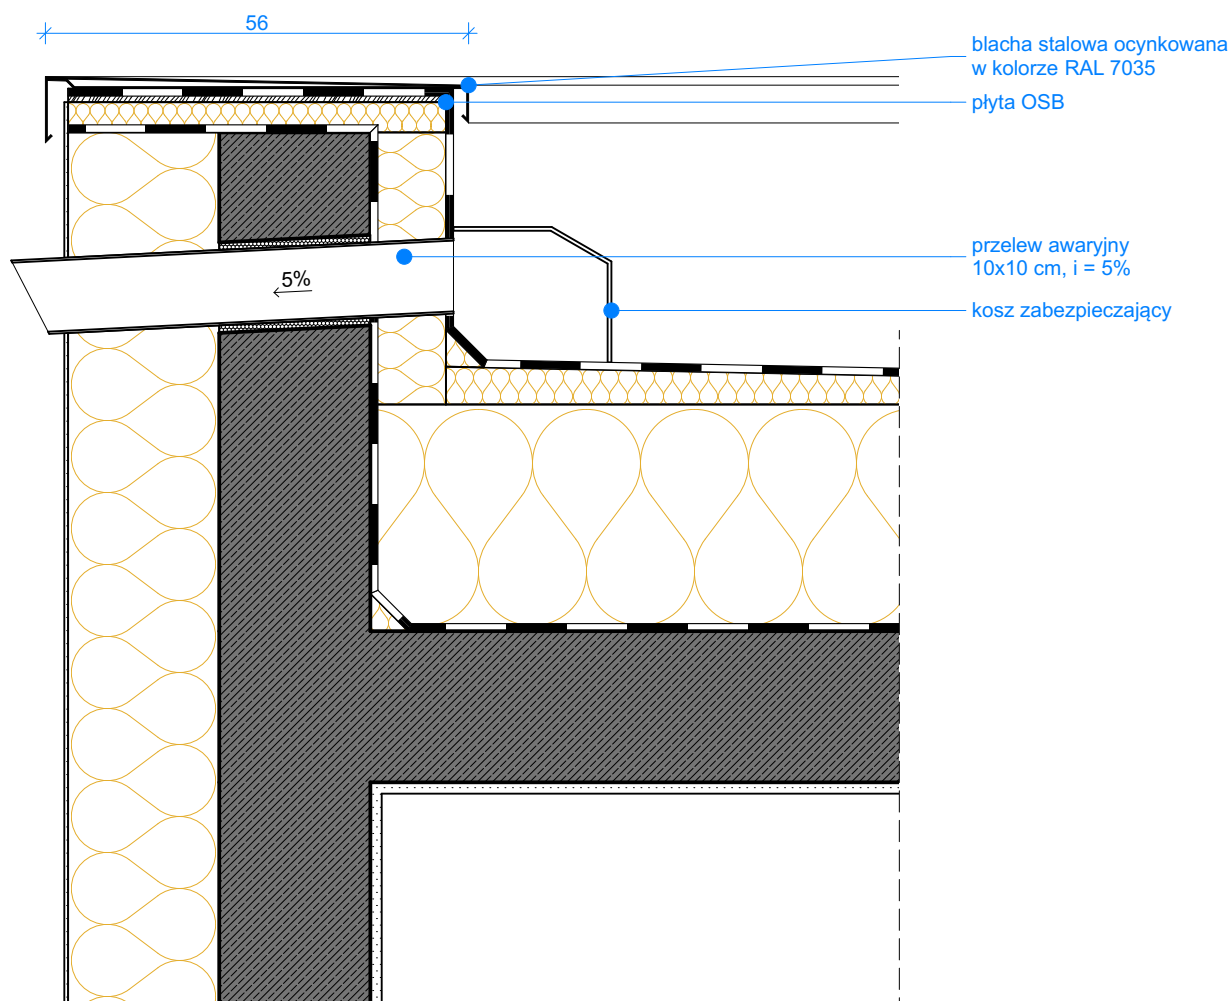 56
blacha stalowa ocynkowana
w kolorze RAL 7035
płyta OSB
przelew awaryjny
10x10 cm, i = 5%
5%
kosz zabezpieczający